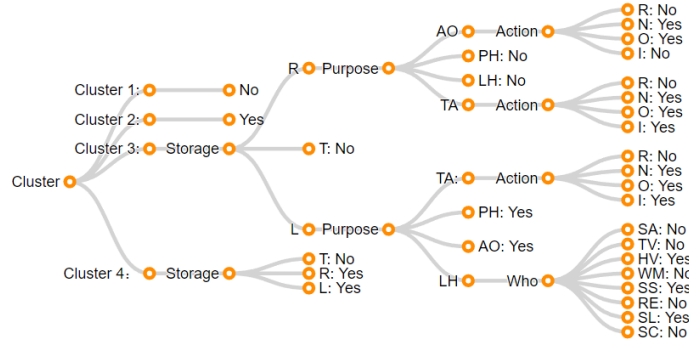 Cluster
Cluster 1:
No
Cluster 2:
Yes
Cluster 3:
Storage
R
Purpose
AO
Action
R: No
N: Yes
O: Yes
I: No
PH: No
LH: No
TA
Action
R: No
N: Yes
O: Yes
I: Yes
T: No
L
Purpose
TA:
Action
R: No
N: Yes
O: Yes
I: Yes
PH: Yes
AO: Yes
LH
Who
SA: No
TV: No
HV: Yes
WM: No
SS: Yes
RE: No
SL: Yes
SC: No
Cluster 4:
Storage
T: No
R: Yes
L: Yes